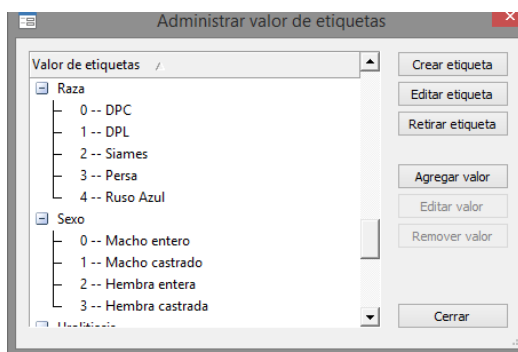 Administrar valor de etiquetas
Valor de etiquetas
Raza
0 -- DPC
1 -- DPL
2 -- Siames
3 -- Persa
4 -- Ruso Azul
Sexo
0 -- Macho entero
1 -- Macho castrado
2 -- Hembra entera
3 -- Hembra castrada
Crear etiqueta
Editar etiqueta
Retirar etiqueta
Agregar valor
Editar valor
Remover valor
Cerrar